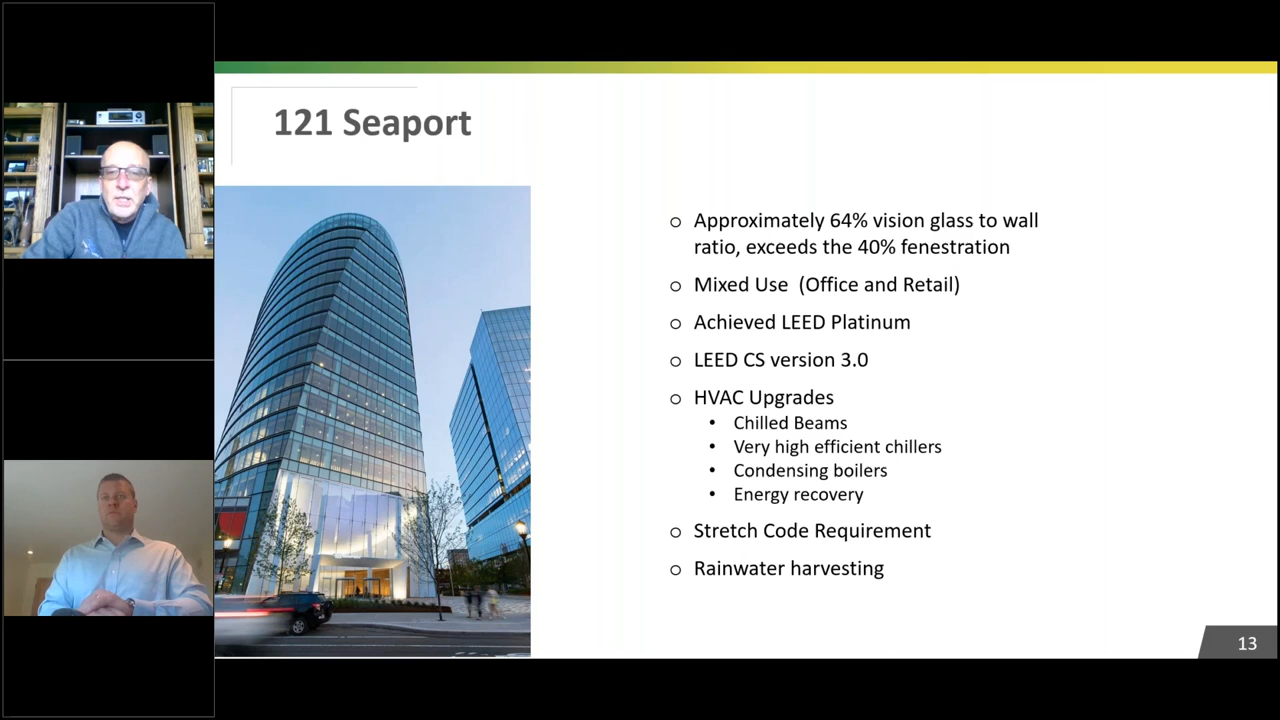 121 Seaport
o Approximately 64% vision glass to wall
ratio, exceeds the 40% fenestration
o Mixed Use (Office and Retail)
o Achieved LEED Platinum
o LEED CS version 3.0
o HVAC Upgrades
• Chilled Beams
• Very high efficient chillers
• Condensing boilers
• Energy recovery
o Stretch Code Requirement
o Rainwater harvesting
13